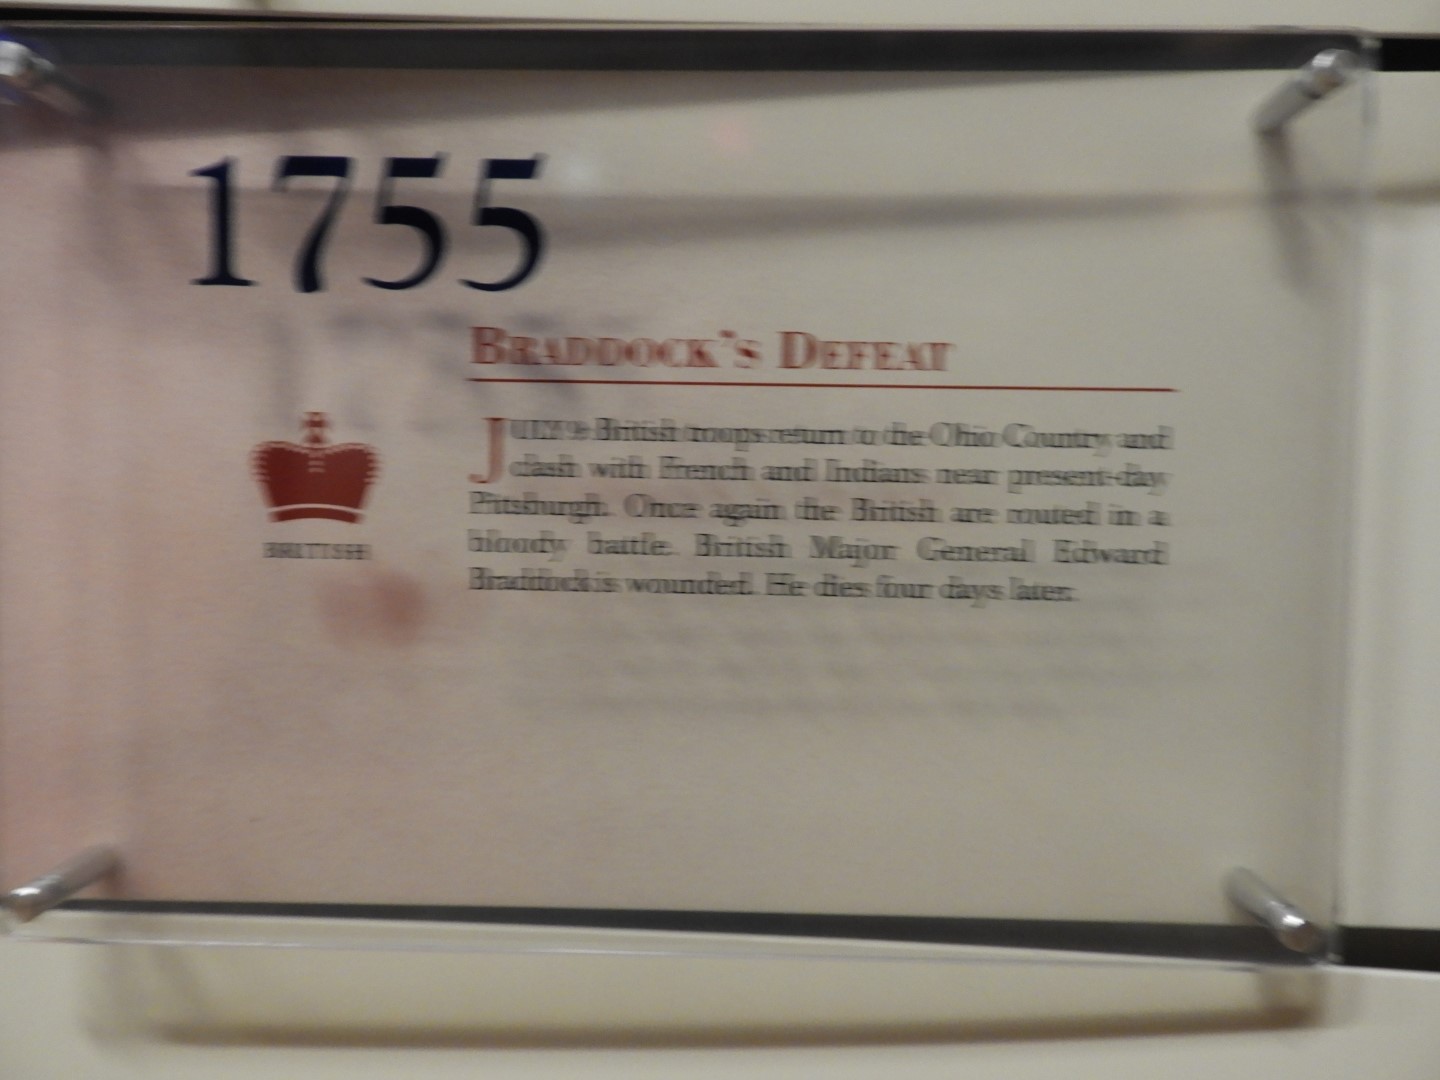 1755
BRADDOCK'S DEFEAT
JULY 9: British troops return to the Ohio Country and
clash with French and Indians near present-day
Pittsburgh. Once again the British are routed in a
bloody battle. British Major General Edward
Braddock is wounded. He dies four days later.
BRITISH